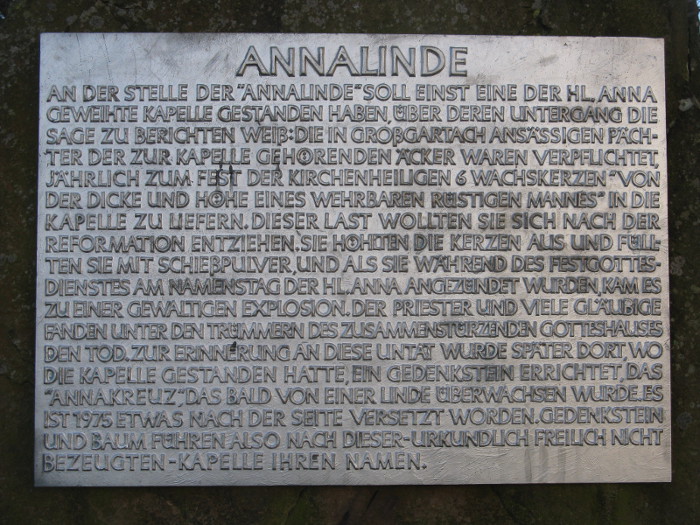 ANNALINDE
AN DER STELLE DER "ANNALINDE" SOLL EINST EINE DER HL. ANNA
GEWEIHTE KAPELLE GESTANDEN HABEN, ÜBER DEREN UNTERGANG DIE
SAGE ZU BERICHTEN WEIß: DIE IN GROßGARTACH ANSÄSSIGEN PÄCH-
TER DER ZUR KAPELLE GEHÖRENDEN ÄCKER WAREN VERPFLICHTET,
JÄHRLICH ZUM FEST DER KIRCHENHEILIGEN 6 WACHSKERZEN "VON
DER DICKE UND HÖHE EINES WEHRBAREN RÜSTIGEN MANNES" IN DIE
KAPELLE ZU LIEFERN. DIESER LAST WOLLTEN SIE SICH NACH DER
REFORMATION ENTZIEHEN. SIE HÖHLTEN DIE KERZEN AUS UND FÜLL-
TEN SIE MIT SCHIEßPULVER, UND ALS SIE WÄHREND DES FESTGOTTES-
DIENSTES AM NAMENSTAG DER HL. ANNA ANGEZÜNDET WURDEN, KAM ES
ZU EINER GEWALTIGEN EXPLOSION. DER PRIESTER UND VIELE GLÄUBIGE
FANDEN UNTER DEN TRÜMMERN DES ZUSAMMENSTÜRZENDEN GOTTESHAUSES
DEN TOD. ZUR ERINNERUNG AN DIESE UNTAT WURDE SPÄTER DORT, WO
DIE KAPELLE GESTANDEN HATTE, EIN GEDENKSTEIN ERRICHTET, DAS
"ANNAKREUZ", DAS BALD VON EINER LINDE ÜBERWACHSEN WURDE. ES
IST 1975 ETWAS NACH DER SEITE VERSETZT WORDEN. GEDENKSTEIN
UND BAUM FÜHREN ALSO NACH DIESER - URKUNDLICH FREILICH NICHT
BEZEUGTEN - KAPELLE IHREN NAMEN.